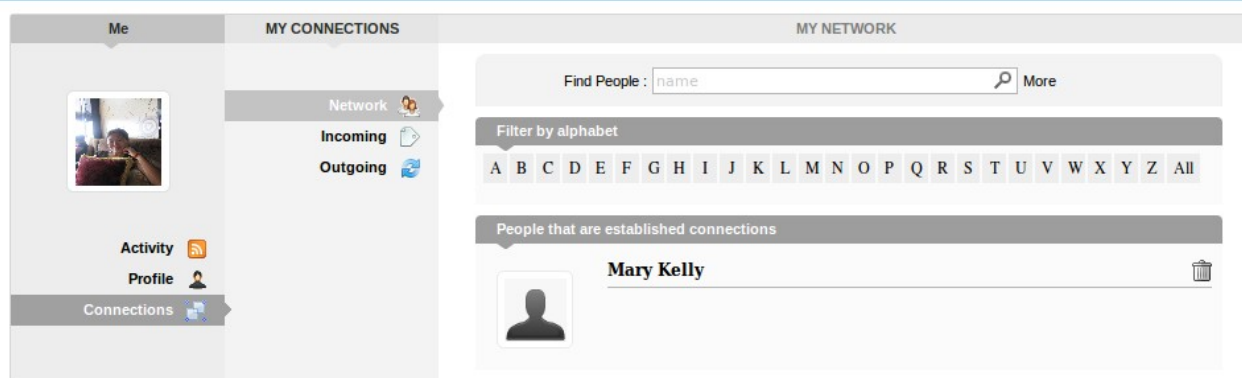 Me
MY CONNECTIONS
MY NETWORK
Find People : name More
Network
Incoming
Outgoing
Filter by alphabet
A B C D E F G H I J K L M N O P Q R S T U V W X Y Z All
Activity
Profile
Connections
People that are established connections
Mary Kelly